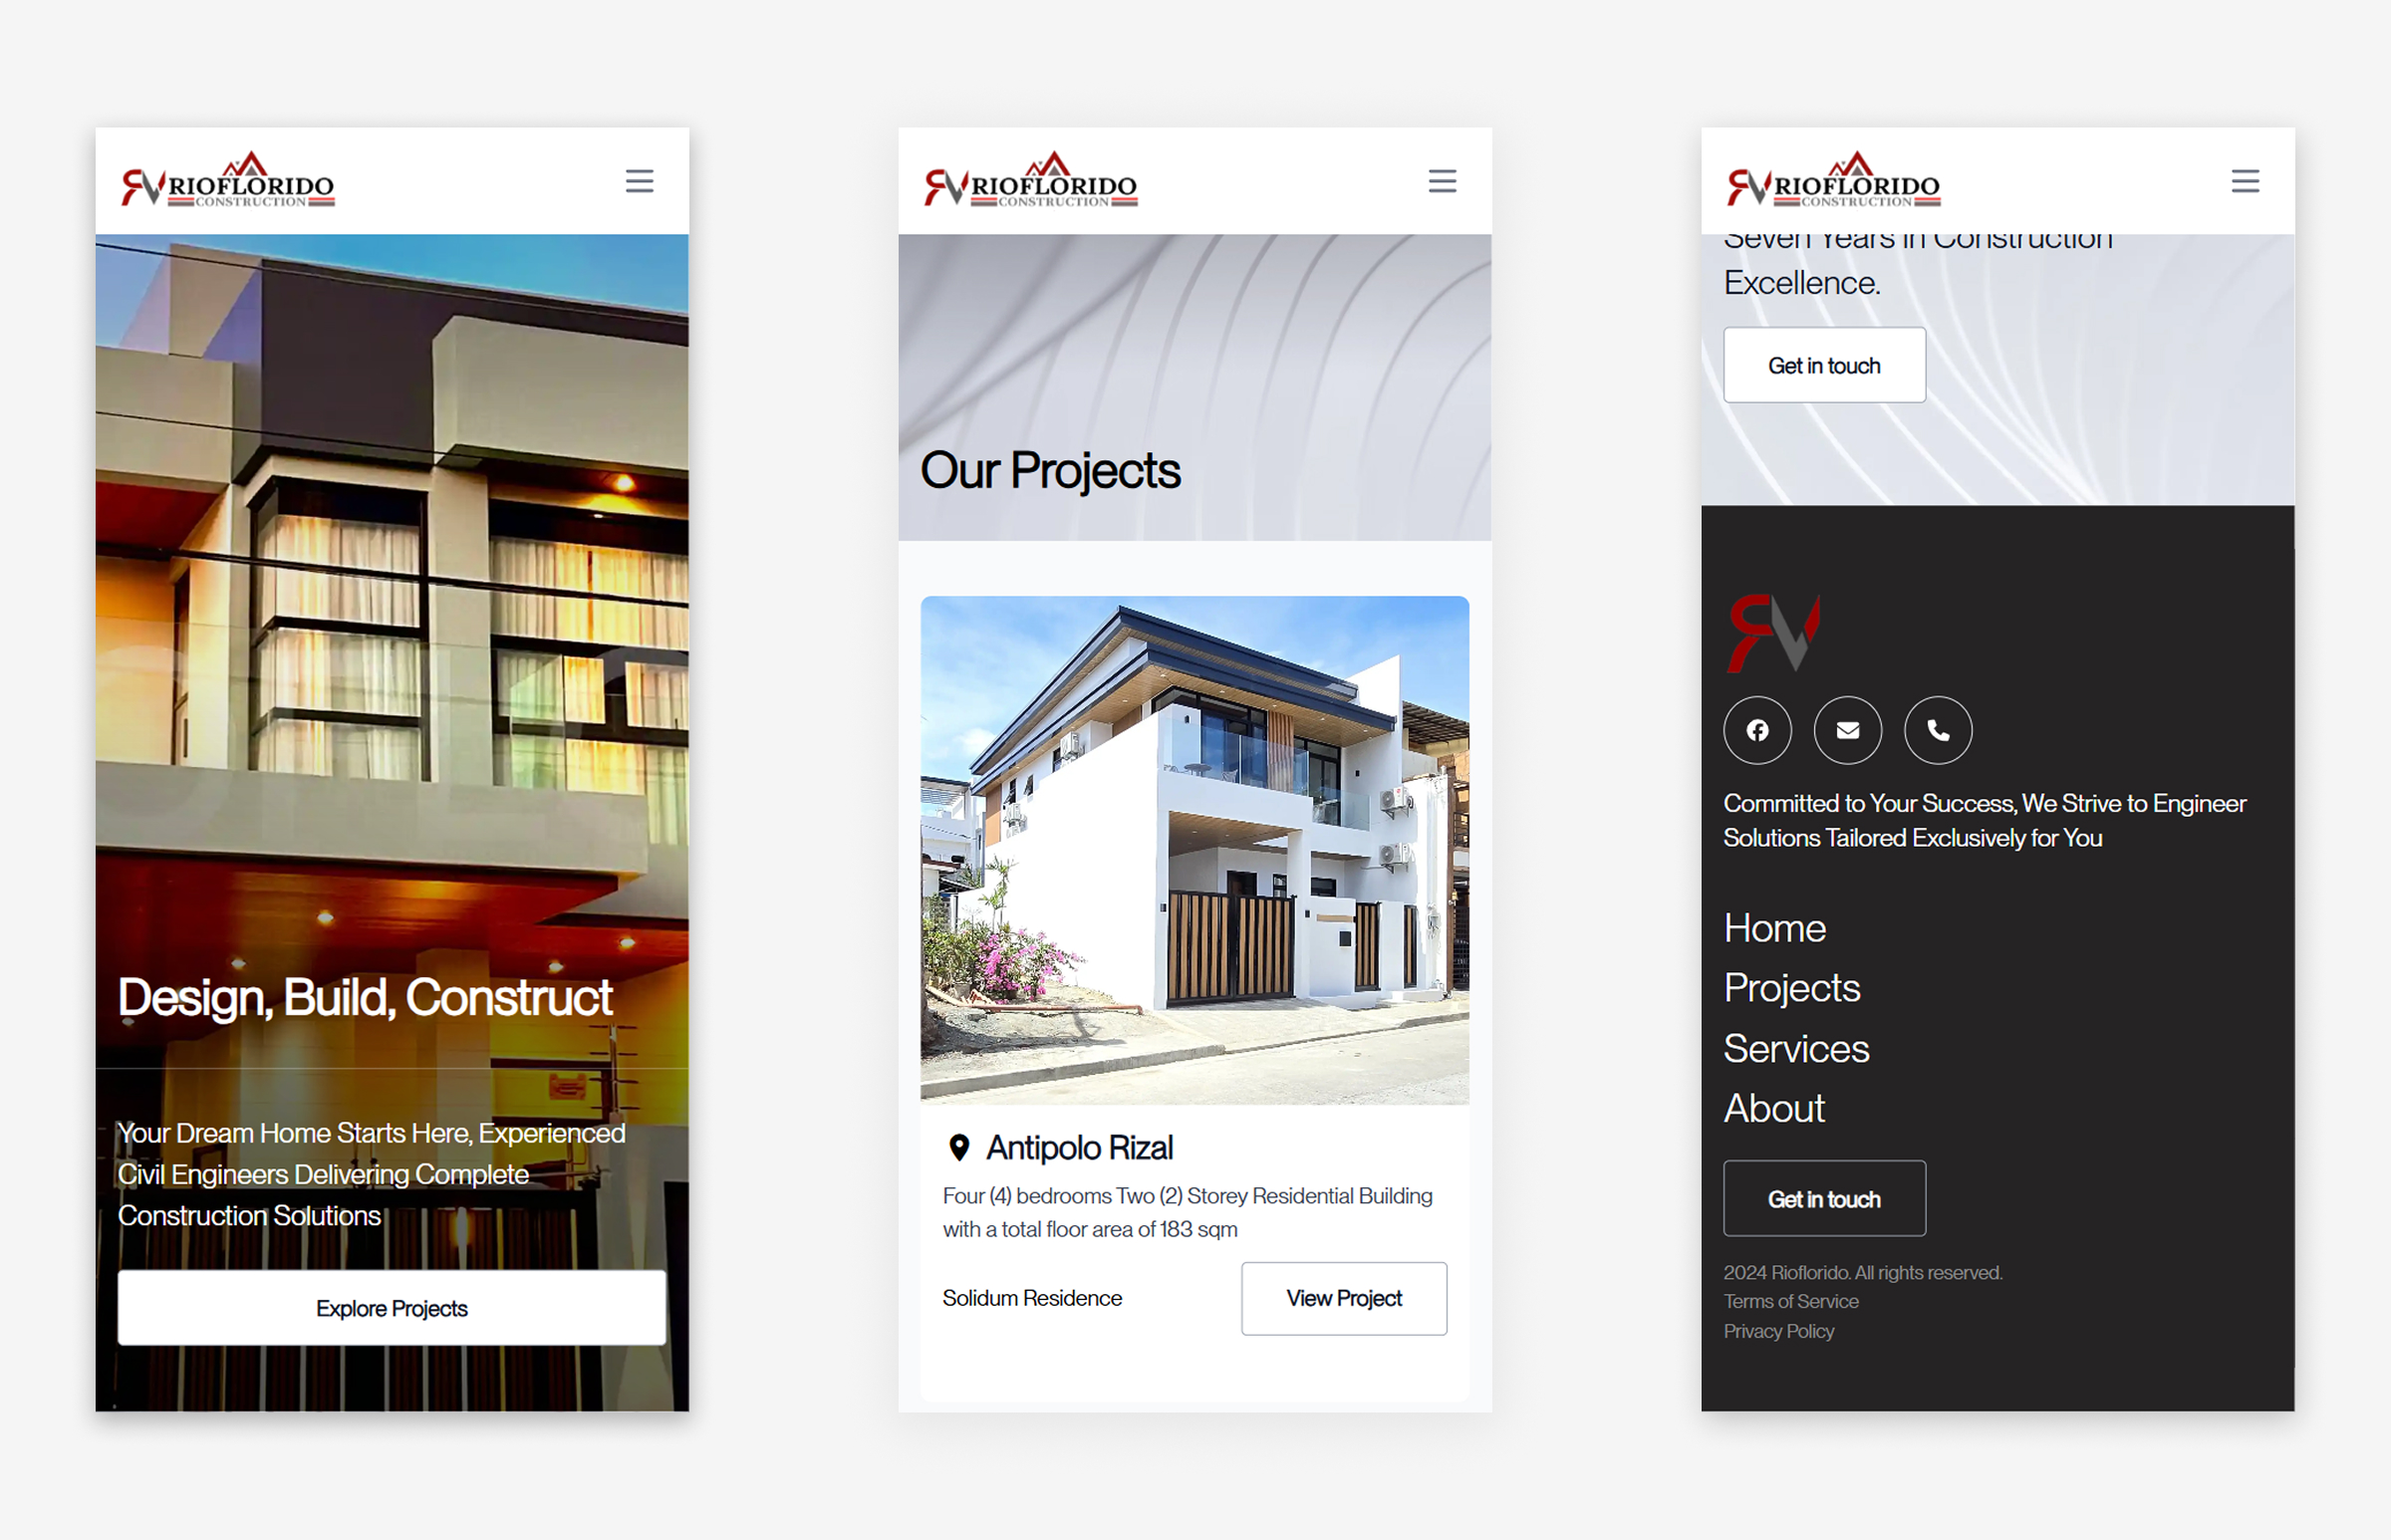 RIOFLORIDO
CONSTRUCTION
Design, Build, Construct
Your Dream Home Starts Here, Experienced
Civil Engineers Delivering Complete
Construction Solutions
Explore Projects
RIOFLORIDO
CONSTRUCTION
Our Projects
Antipolo Rizal
Four (4) bedrooms Two (2) Storey Residential Building
with a total floor area of 183 sqm
Solidum Residence
View Project
RIOFLORIDO
CONSTRUCTION
Seven Years in Construction
Excellence.
Get in touch
Committed to Your Success, We Strive to Engineer
Solutions Tailored Exclusively for You
Home
Projects
Services
About
Get in touch
2024 Rioflorido. All rights reserved.
Terms of Service
Privacy Policy